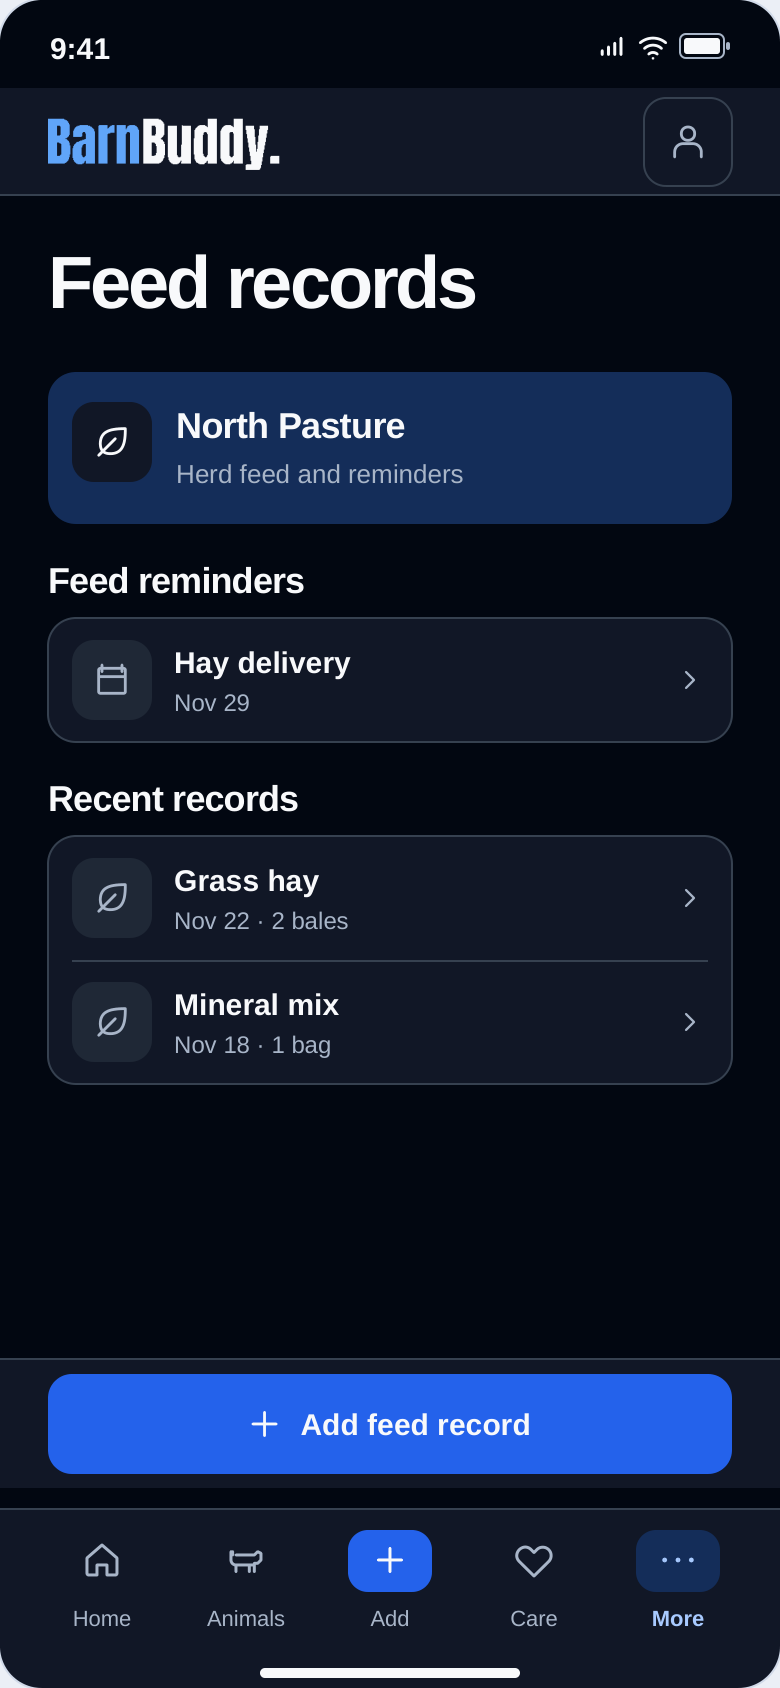 9:41
BarnBuddy.
Feed records
North Pasture
Herd feed and reminders
Feed reminders
Hay delivery
Nov 29
Recent records
Grass hay
Nov 22 · 2 bales
Mineral mix
Nov 18 · 1 bag
Add feed record
Home Animals Add Care More